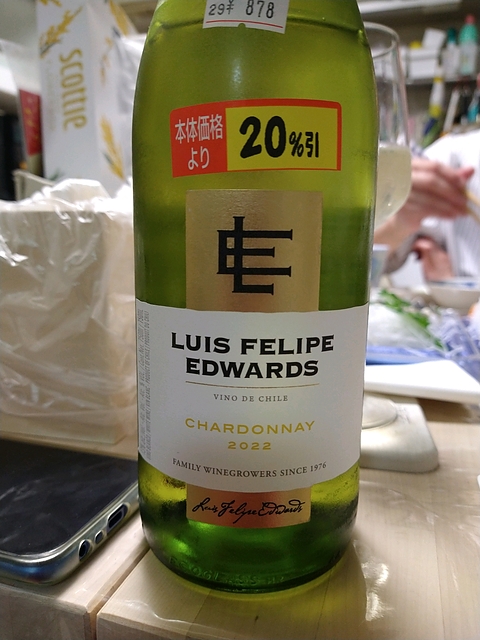 29¥ 878
scottie
本体価格
より
20%引
LE
LUIS FELIPE
EDWARDS
VINO DE CHILE
CHARDONNAY
2022
FAMILY WINEGROWERS SINCE 1976
Luis Felipe Edwards